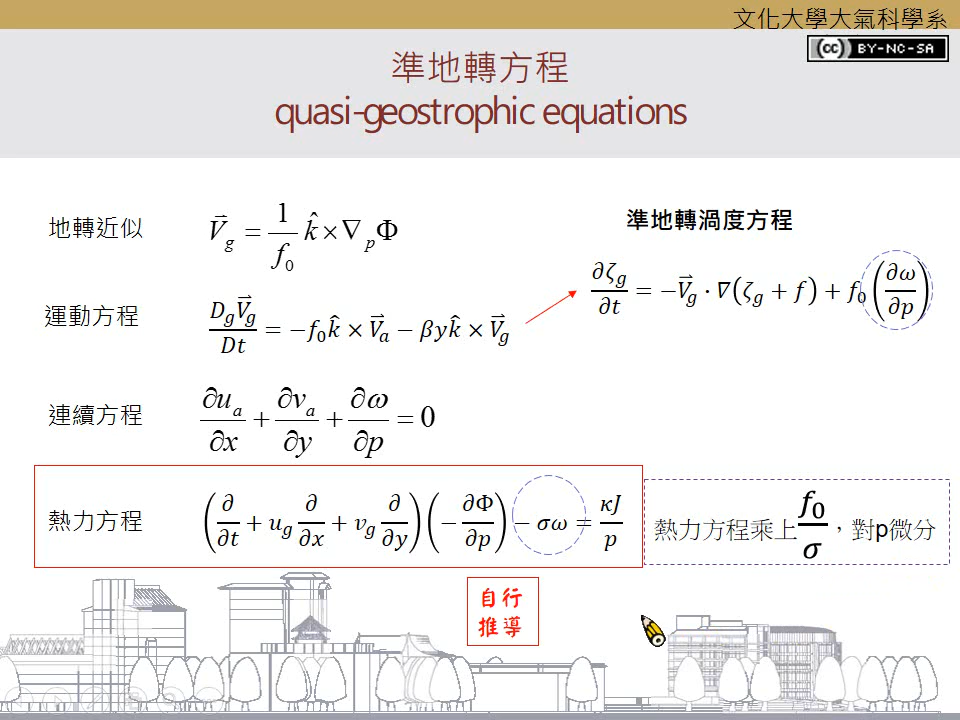 文化大學大氣科學系
(cc) BY-NC-SA
準地轉方程
quasi-geostrophic equations
地轉近似 $\vec{V}_g = \frac{1}{f_0} \hat{k} \times \nabla_p \Phi$
準地轉渦度方程
$\frac{\partial \zeta_g}{\partial t} = -\vec{V}_g \cdot \nabla (\zeta_g + f) + f_0 \left( \frac{\partial \omega}{\partial p} \right)$
運動方程 $\frac{D_g \vec{V}_g}{Dt} = -f_0 \hat{k} \times \vec{V}_a - \beta y \hat{k} \times \vec{V}_g$
連續方程 $\frac{\partial u_a}{\partial x} + \frac{\partial v_a}{\partial y} + \frac{\partial \omega}{\partial p} = 0$
熱力方程 $\left( \frac{\partial}{\partial t} + u_g \frac{\partial}{\partial x} + v_g \frac{\partial}{\partial y} \right) \left( -\frac{\partial \Phi}{\partial p} \right) - \sigma \omega = \frac{\kappa J}{p}$
熱力方程乘上 $\frac{f_0}{\sigma}$,對p微分
自行
推導